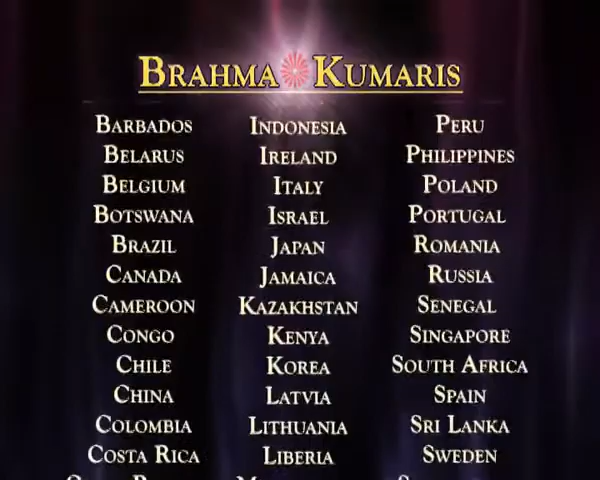 BRAHMA KUMARIS
BARBADOS INDONESIA PERU
BELARUS IRELAND PHILIPPINES
BELGIUM ITALY POLAND
BOTSWANA ISRAEL PORTUGAL
BRAZIL JAPAN ROMANIA
CANADA JAMAICA RUSSIA
CAMEROON KAZAKHSTAN SENEGAL
CONGO KENYA SINGAPORE
CHILE KOREA SOUTH AFRICA
CHINA LATVIA SPAIN
COLOMBIA LITHUANIA SRI LANKA
COSTA RICA LIBERIA SWEDEN